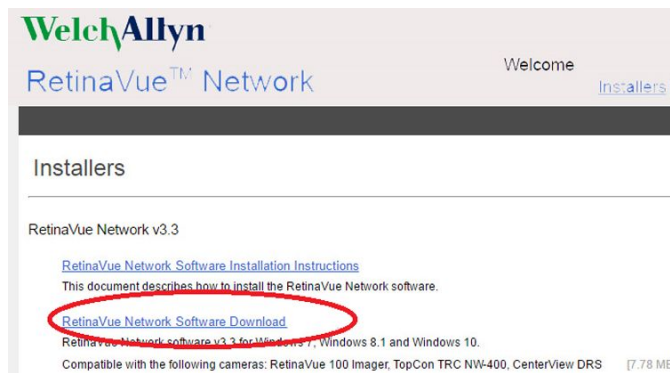 WelchAllyn
RetinaVue™ Network
Welcome
Installers
Installers
RetinaVue Network v3.3
RetinaVue Network Software Installation Instructions
This document describes how to install the RetinaVue Network software.
RetinaVue Network Software Download
RetinaVue Network software v3.3 for Windows 7, Windows 8.1 and Windows 10.
Compatible with the following cameras: RetinaVue 100 Imager, TopCon TRC NW-400, CenterView DRS [7.78 MB